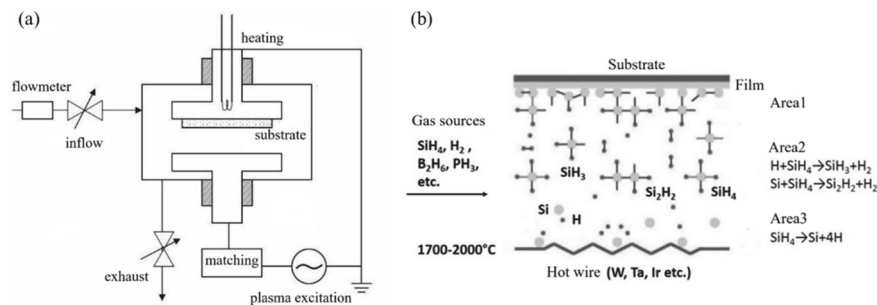 (a)
heating
flowmeter
inflow
substrate
exhaust
matching
plasma excitation
(b)
Substrate
Film
Gas sources
SiH₄, H₂ ,
B₂H₆, PH₃,
etc.
1700-2000°C
SiH₃
Si₂H₂
SiH₄
Si
H
Hot wire (W, Ta, Ir etc.)
Area1
Area2
H+SiH₄→SiH₃+H₂
Si+SiH₄→Si₂H₂+H₂
Area3
SiH₄→Si+4H